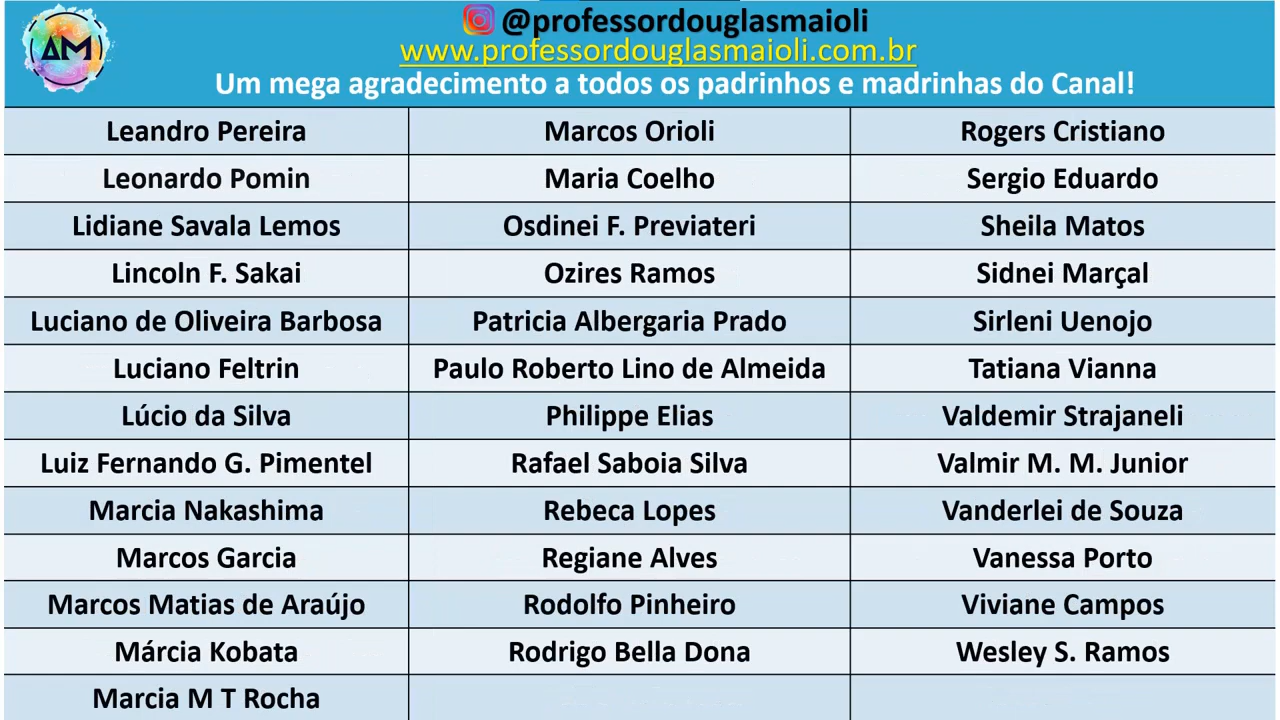 AM
@professordouglasmaioli
www.professordouglasmaioli.com.br
Um mega agradecimento a todos os padrinhos e madrinhas do Canal!
Leandro Pereira Marcos Orioli Rogers Cristiano
Leonardo Pomin Maria Coelho Sergio Eduardo
Lidiane Savala Lemos Osdinei F. Previateri Sheila Matos
Lincoln F. Sakai Ozires Ramos Sidnei Marçal
Luciano de Oliveira Barbosa Patricia Albergaria Prado Sirleni Uenojo
Luciano Feltrin Paulo Roberto Lino de Almeida Tatiana Vianna
Lúcio da Silva Philippe Elias Valdemir Strajaneli
Luiz Fernando G. Pimentel Rafael Saboia Silva Valmir M. M. Junior
Marcia Nakashima Rebeca Lopes Vanderlei de Souza
Marcos Garcia Regiane Alves Vanessa Porto
Marcos Matias de Araújo Rodolfo Pinheiro Viviane Campos
Márcia Kobata Rodrigo Bella Dona Wesley S. Ramos
Marcia M T Rocha